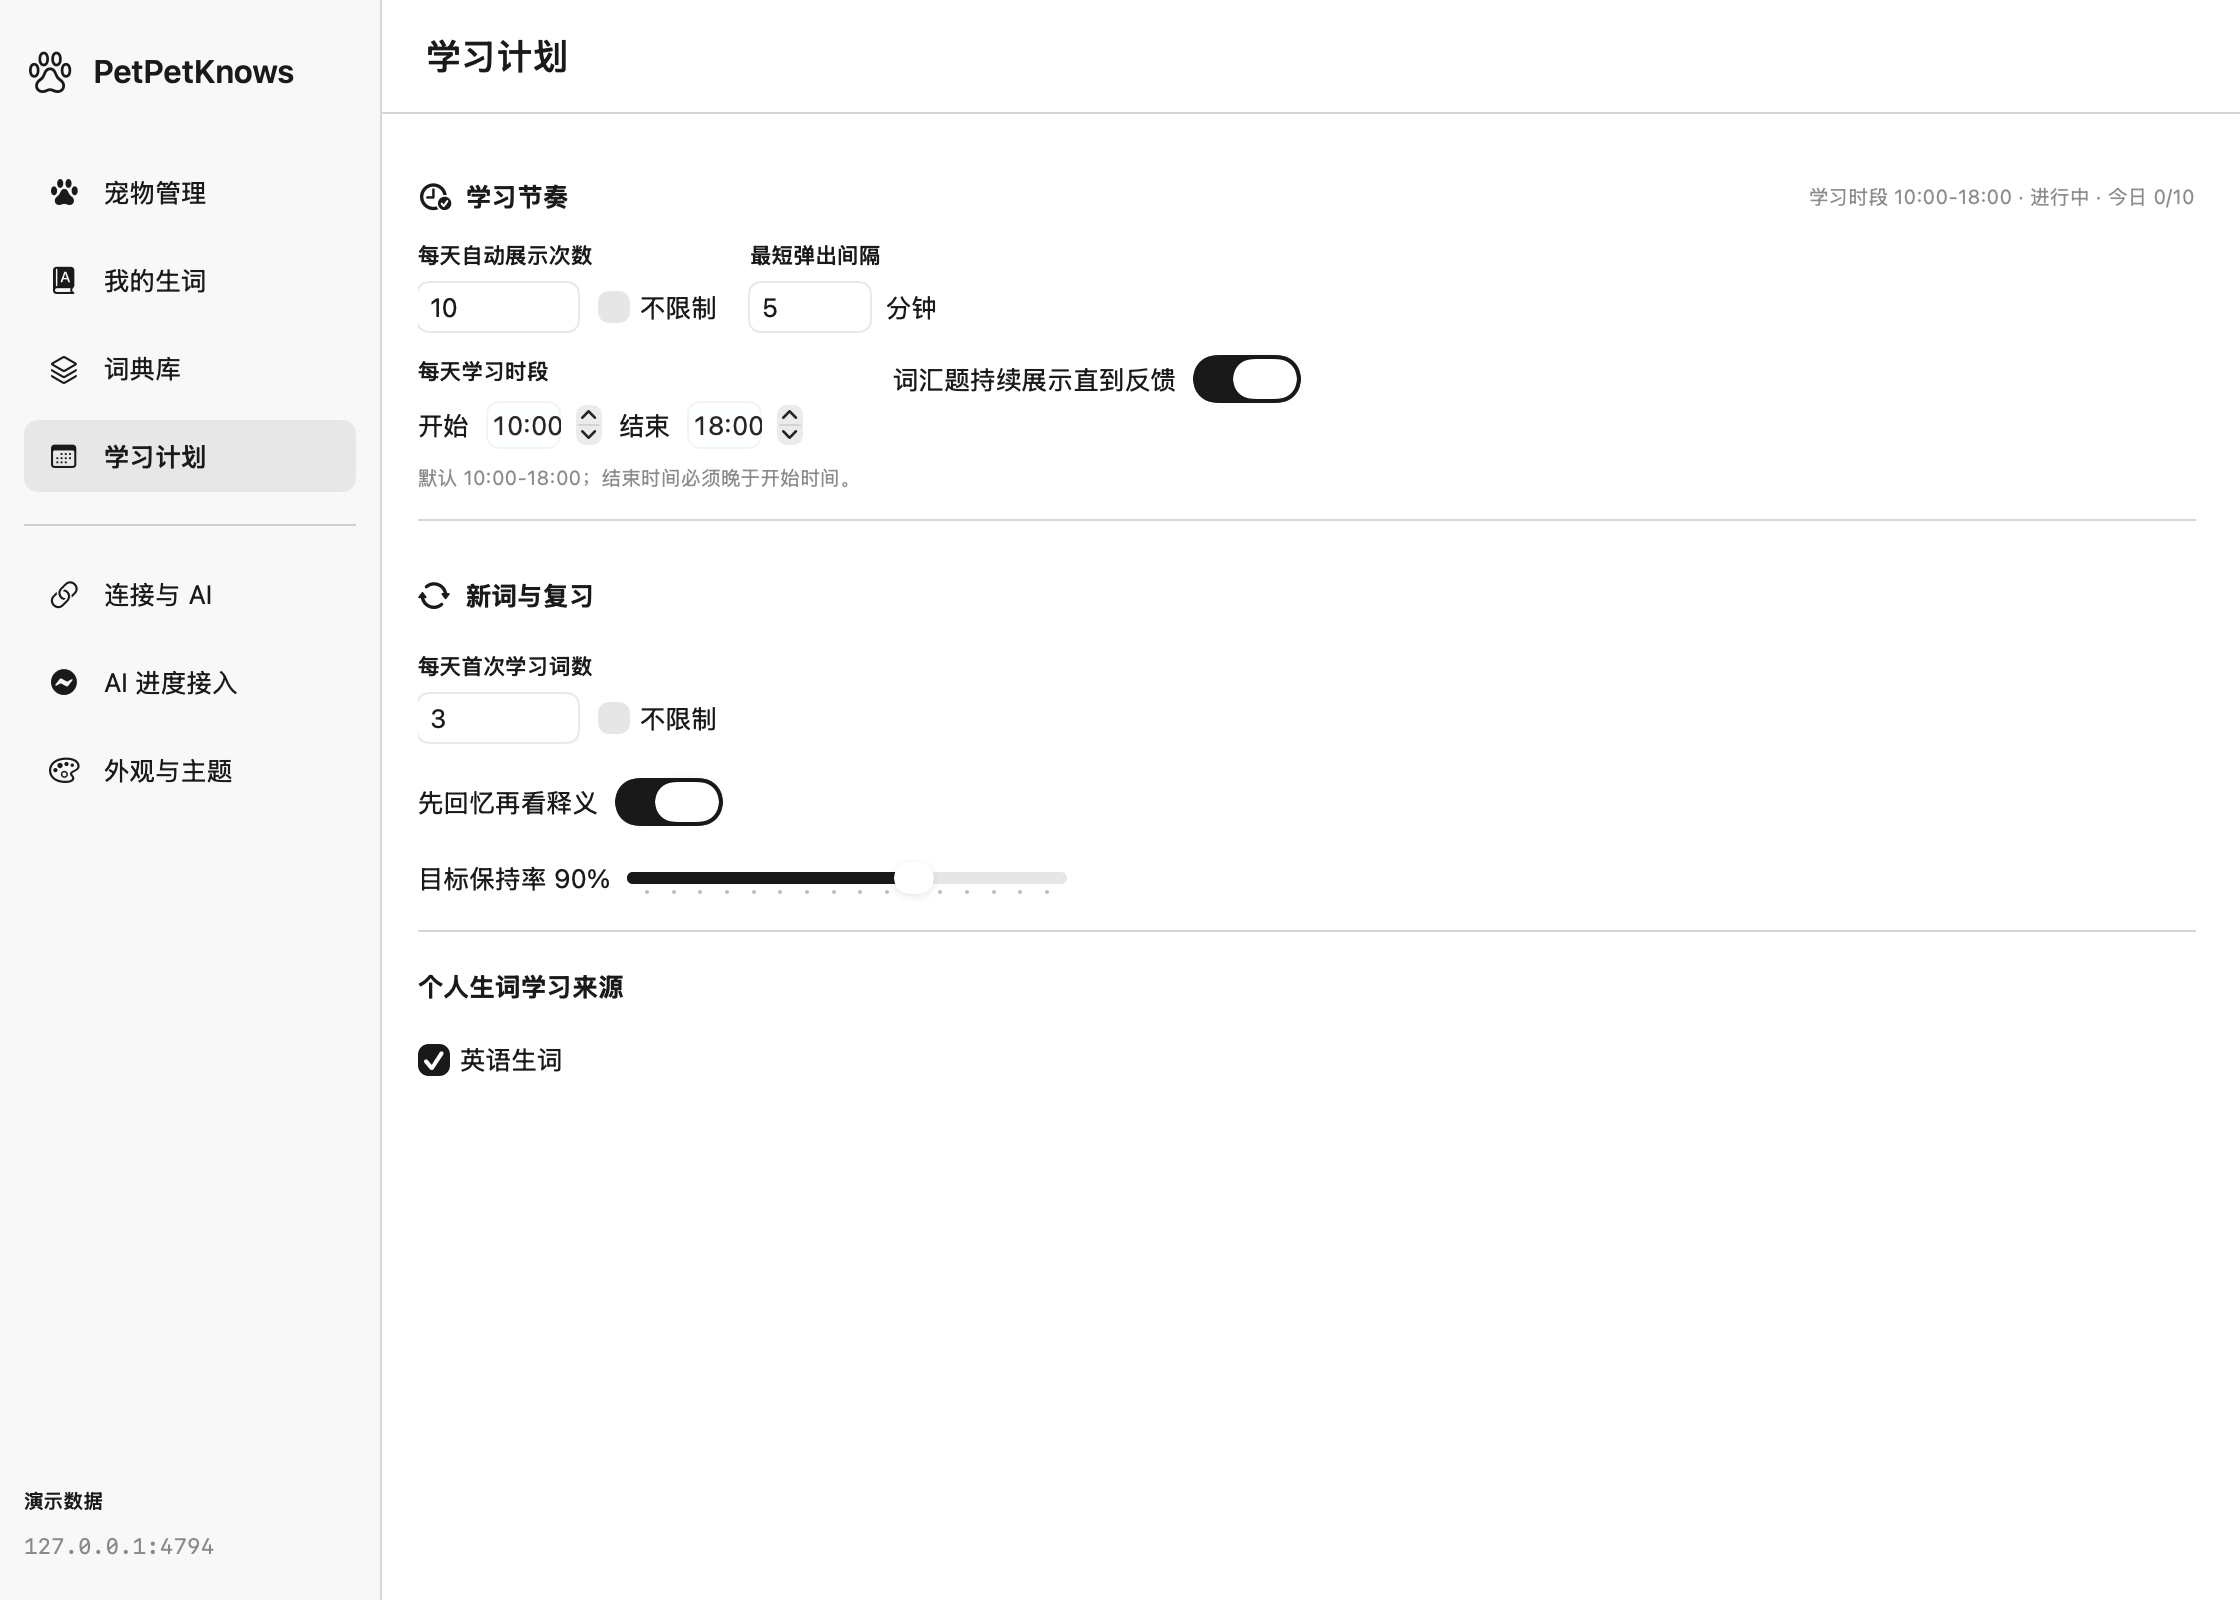 PetPetKnows
宠物管理
我的生词
词典库
学习计划
连接与 AI
AI 进度接入
外观与主题
演示数据
127.0.0.1:4794
学习计划
学习节奏
学习时段 10:00-18:00 · 进行中 · 今日 0/10
每天自动展示次数
最短弹出间隔
10 不限制
5 分钟
每天学习时段
词汇题持续展示直到反馈
开始 10:00 结束 18:00
默认 10:00-18:00；结束时间必须晚于开始时间。
新词与复习
每天首次学习词数
3 不限制
先回忆再看释义
目标保持率 90%
个人生词学习来源
英语生词